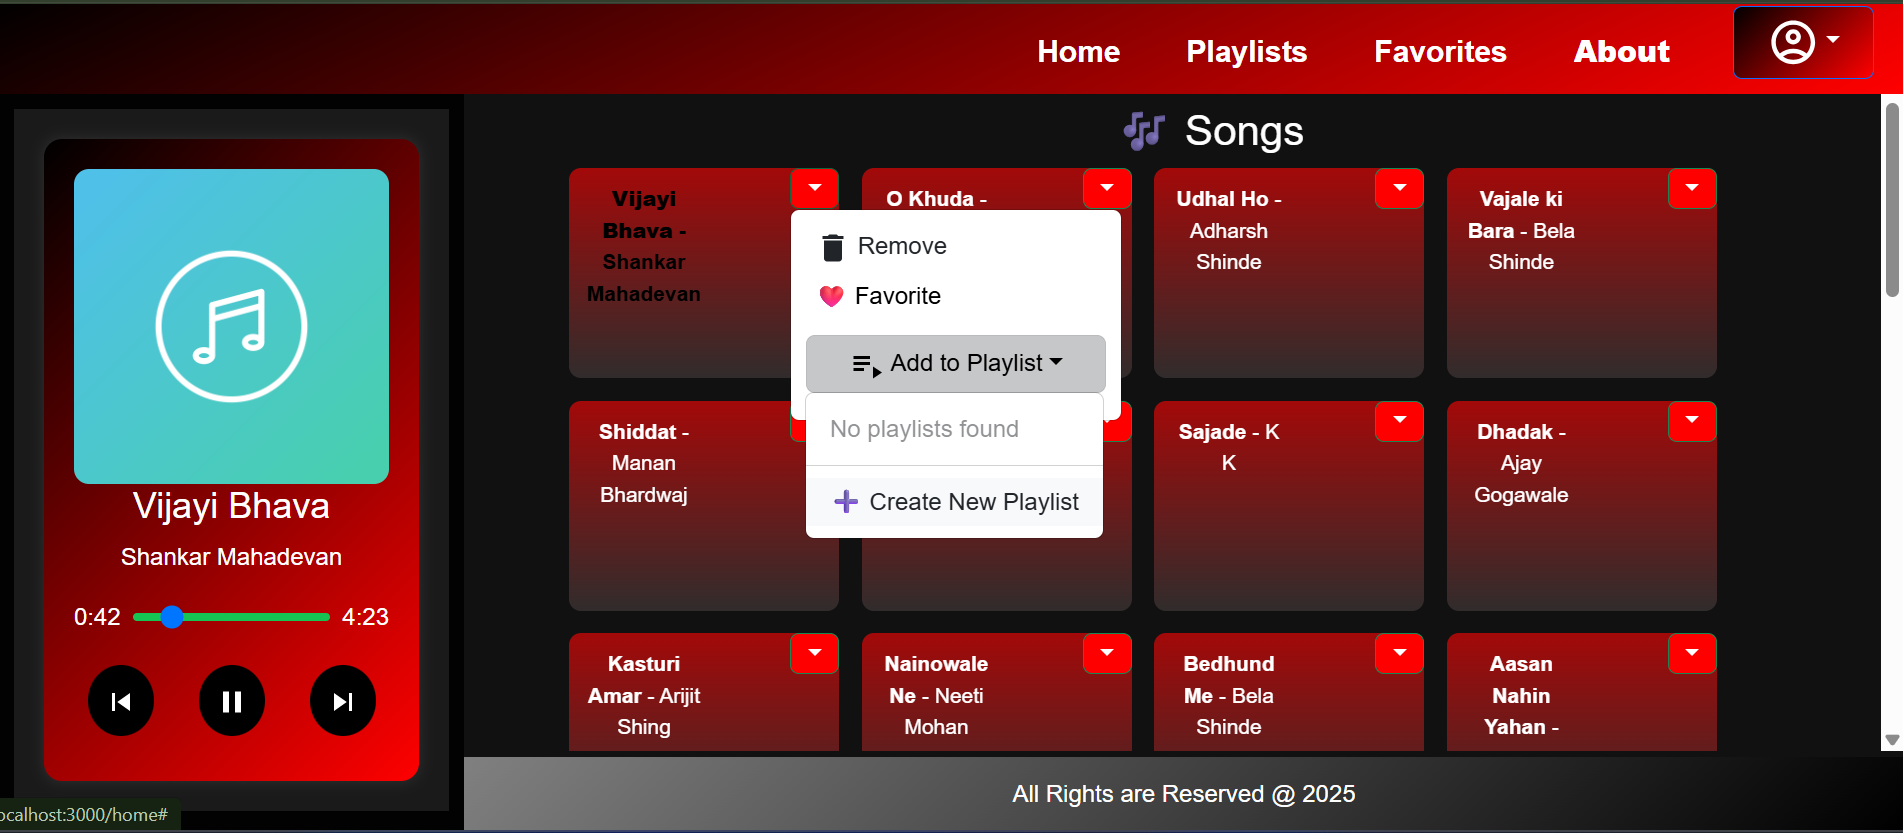 Home Playlists Favorites About
Vijayi Bhava
Shankar Mahadevan
0:42 4:23
🎶 Songs
Vijayi
Bhava -
Shankar
Mahadevan
O Khuda -
Udhal Ho -
Adharsh
Shinde
Vajale ki
Bara - Bela
Shinde
Remove
Favorite
Add to Playlist
No playlists found
Create New Playlist
Shiddat -
Manan
Bhardwaj
Sajade - K
K
Dhadak -
Ajay
Gogawale
Kasturi
Amar - Arijit
Shing
Nainowale
Ne - Neeti
Mohan
Bedhund
Me - Bela
Shinde
Aasan
Nahin
Yahan -
All Rights are Reserved @ 2025
ocalhost:3000/home#